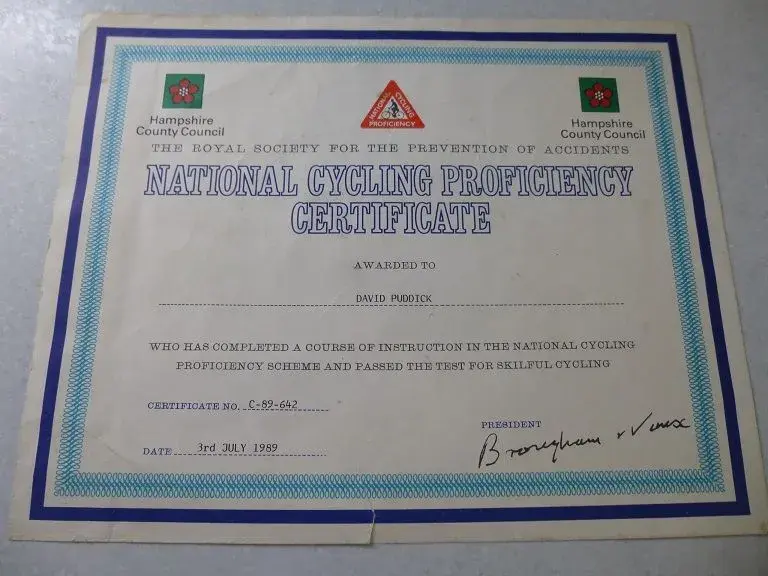 Hampshire
County Council
NATIONAL CYCLING
PROFICIENCY
Hampshire
County Council
THE ROYAL SOCIETY FOR THE PREVENTION OF ACCIDENTS
NATIONAL CYCLING PROFICIENCY
CERTIFICATE
AWARDED TO
DAVID PUDDICK
WHO HAS COMPLETED A COURSE OF INSTRUCTION IN THE NATIONAL CYCLING
PROFICIENCY SCHEME AND PASSED THE TEST FOR SKILFUL CYCLING
CERTIFICATE NO. C-89-642
PRESIDENT
DATE 3rd JULY 1989